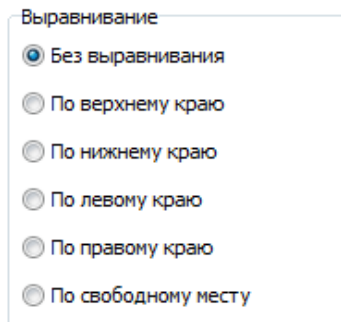 Выравнивание
Без выравнивания
По верхнему краю
По нижнему краю
По левому краю
По правому краю
По свободному месту